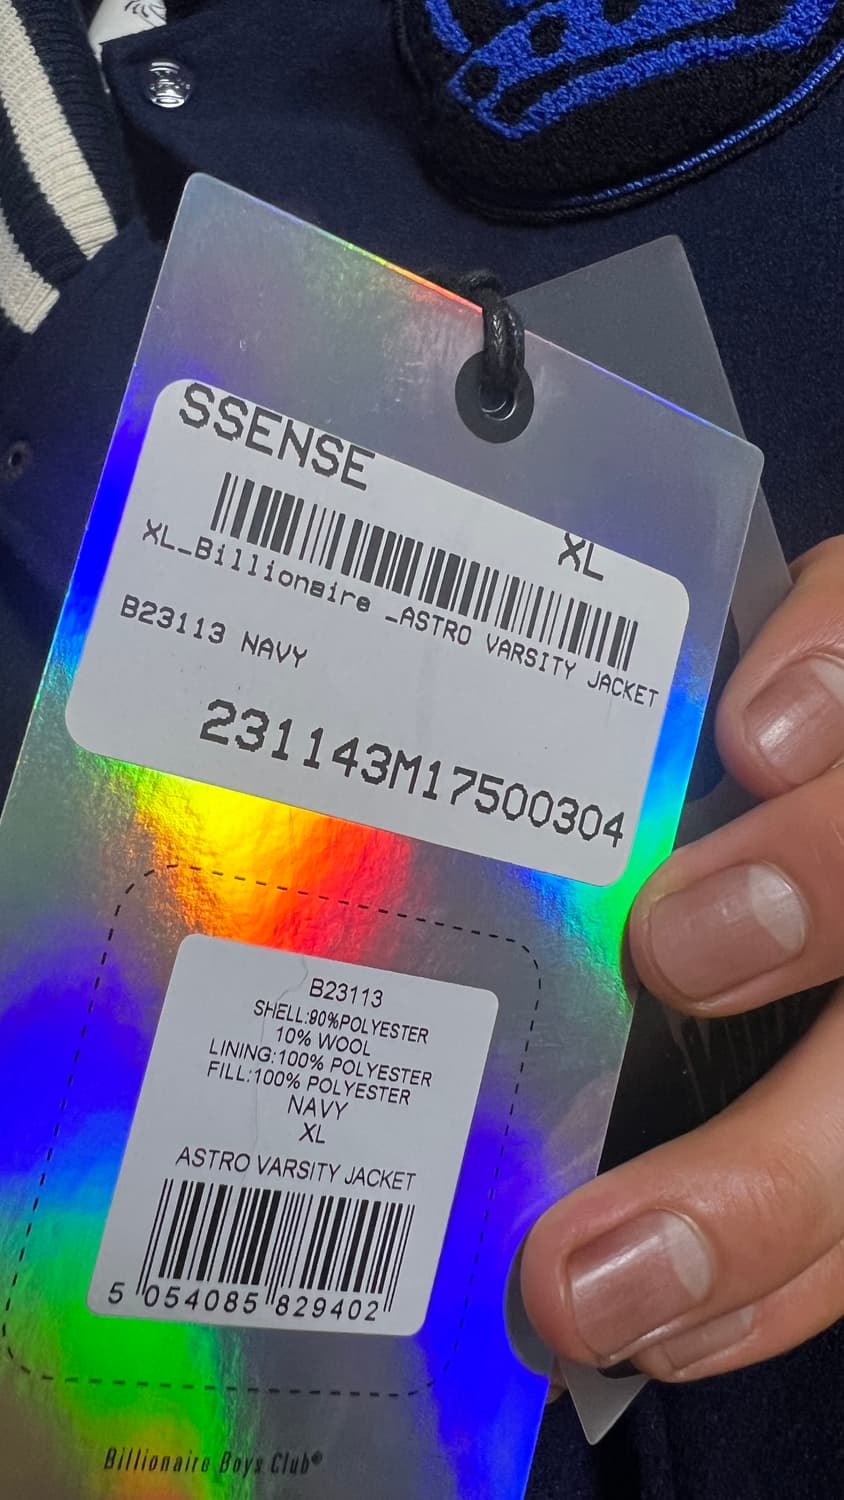 SSENSE
XL
XL_Billionaire _ASTRO VARSITY JACKET
B23113 NAVY
231143M17500304
B23113
SHELL:90%POLYESTER
10% WOOL
LINING:100% POLYESTER
FILL:100% POLYESTER
NAVY
XL
ASTRO VARSITY JACKET
5 054085 829402
Billionaire Boys Club®